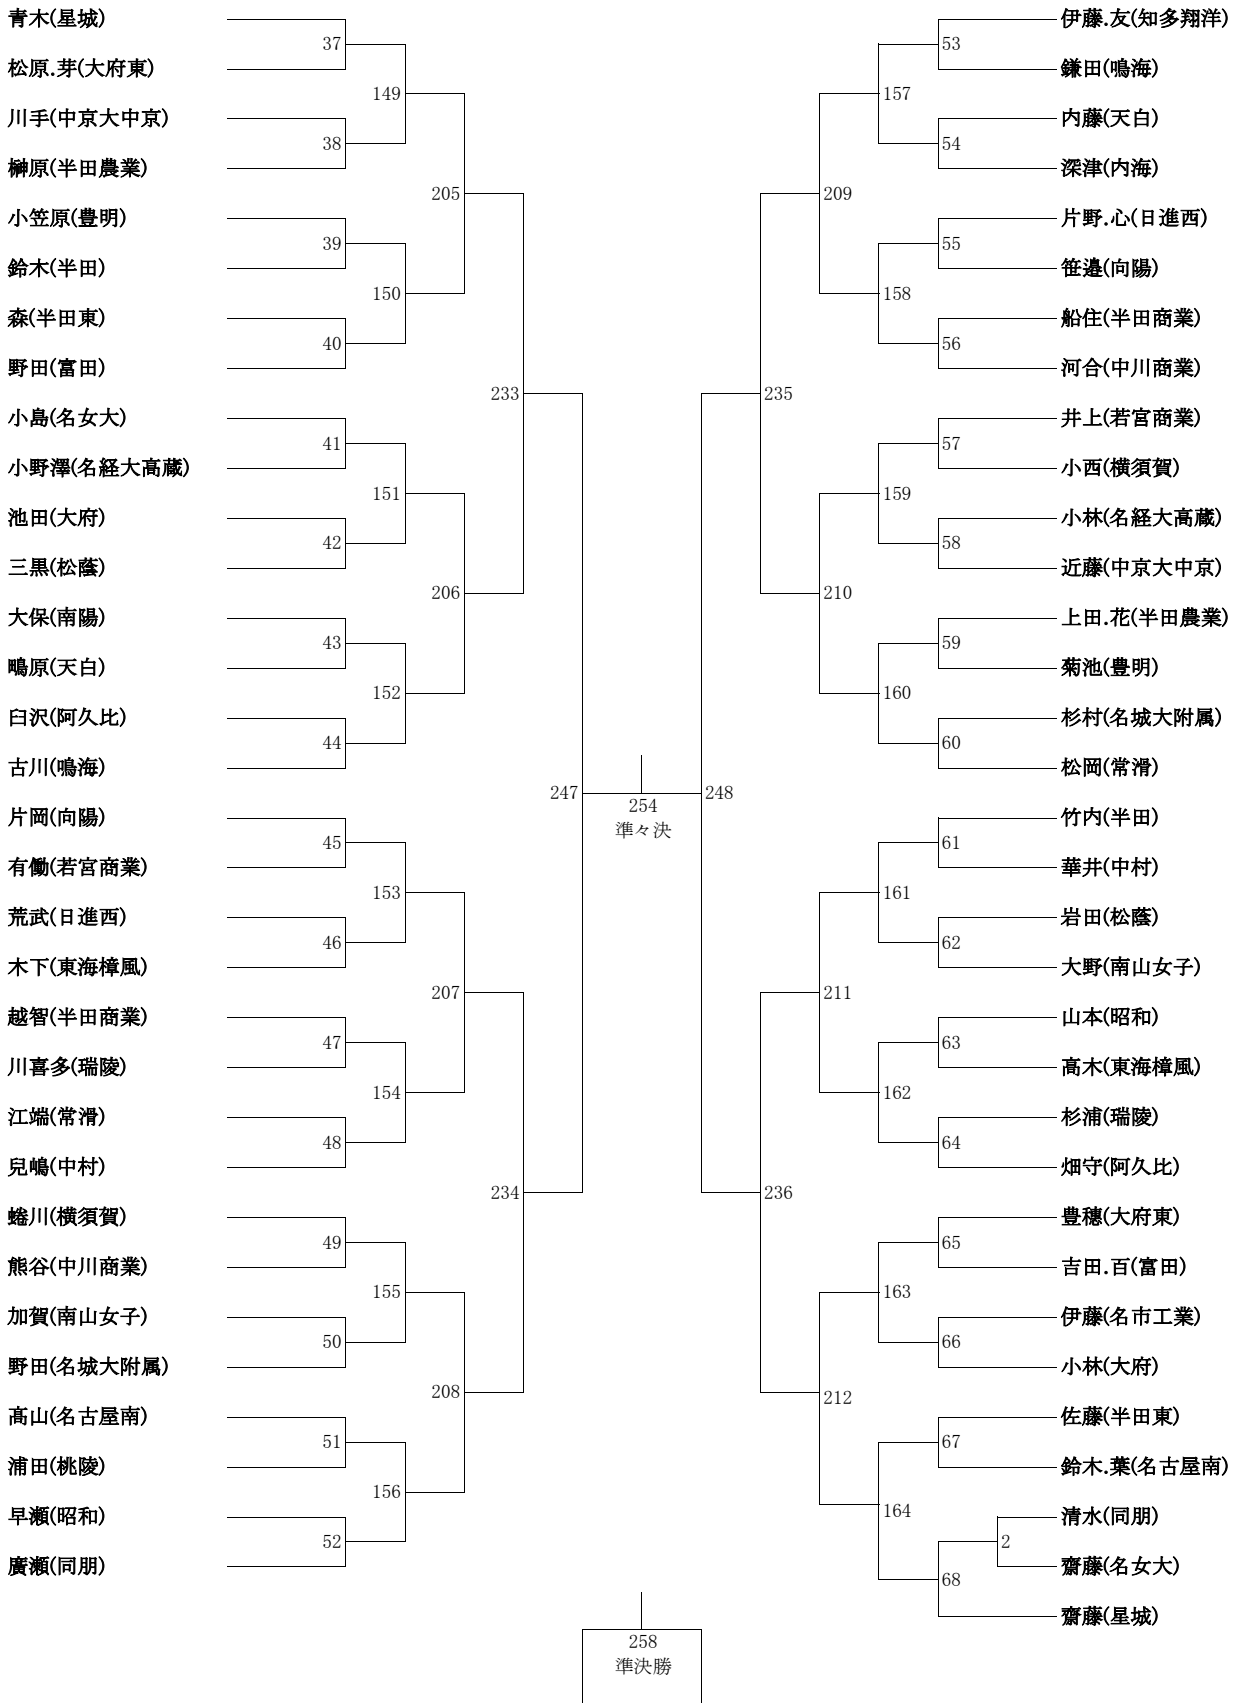 青木(星城)
37
松原.芽(大府東)
149
川手(中京大中京)
38
榊原(半田農業)
205
小笠原(豊明)
39
鈴木(半田)
150
森(半田東)
40
野田(富田)
233
小島(名女大)
41
小野澤(名経大高蔵)
151
池田(大府)
42
三黒(松蔭)
206
大保(南陽)
43
鴫原(天白)
152
臼沢(阿久比)
44
古川(鳴海)
247
片岡(向陽)
45
有働(若宮商業)
153
荒武(日進西)
46
木下(東海樟風)
207
越智(半田商業)
47
川喜多(瑞陵)
154
江端(常滑)
48
兒嶋(中村)
234
蜷川(横須賀)
49
熊谷(中川商業)
155
加賀(南山女子)
50
野田(名城大附属)
208
髙山(名古屋南)
51
浦田(桃陵)
156
早瀬(昭和)
52
廣瀬(同朋)
254
準々決
258
準決勝
伊藤.友(知多翔洋)
53
鎌田(鳴海)
157
内藤(天白)
54
深津(内海)
209
片野.心(日進西)
55
笹邉(向陽)
158
船住(半田商業)
56
河合(中川商業)
235
井上(若宮商業)
57
小西(横須賀)
159
小林(名経大高蔵)
58
近藤(中京大中京)
210
上田.花(半田農業)
59
菊池(豊明)
160
杉村(名城大附属)
60
松岡(常滑)
248
竹内(半田)
61
華井(中村)
161
岩田(松蔭)
62
大野(南山女子)
211
山本(昭和)
63
高木(東海樟風)
162
杉浦(瑞陵)
64
畑守(阿久比)
236
豊穂(大府東)
65
吉田.百(富田)
163
伊藤(名市工業)
66
小林(大府)
212
佐藤(半田東)
67
鈴木.葉(名古屋南)
164
清水(同朋)
2
齋藤(名女大)
68
齋藤(星城)